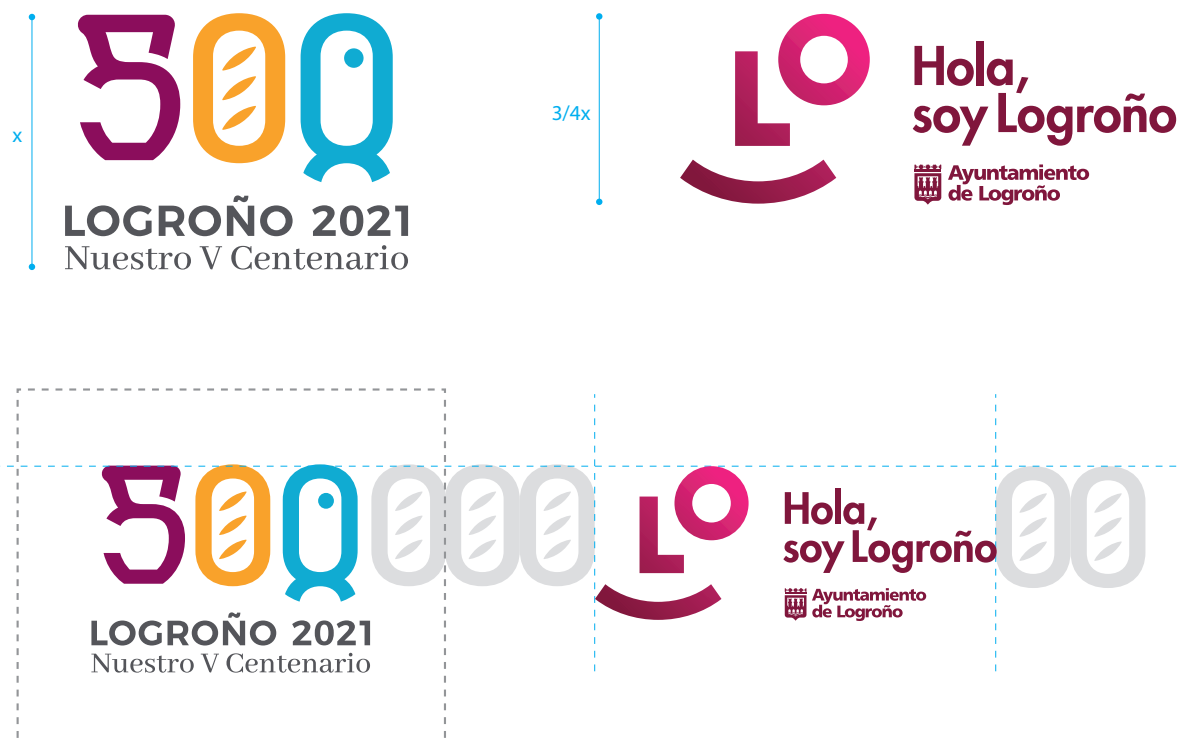 x
500
LOGROÑO 2021
Nuestro V Centenario
3/4x
LO
Hola,
soy Logroño
Ayuntamiento
de Logroño
500
LOGROÑO 2021
Nuestro V Centenario
LO
Hola,
soy Logroño
Ayuntamiento
de Logroño